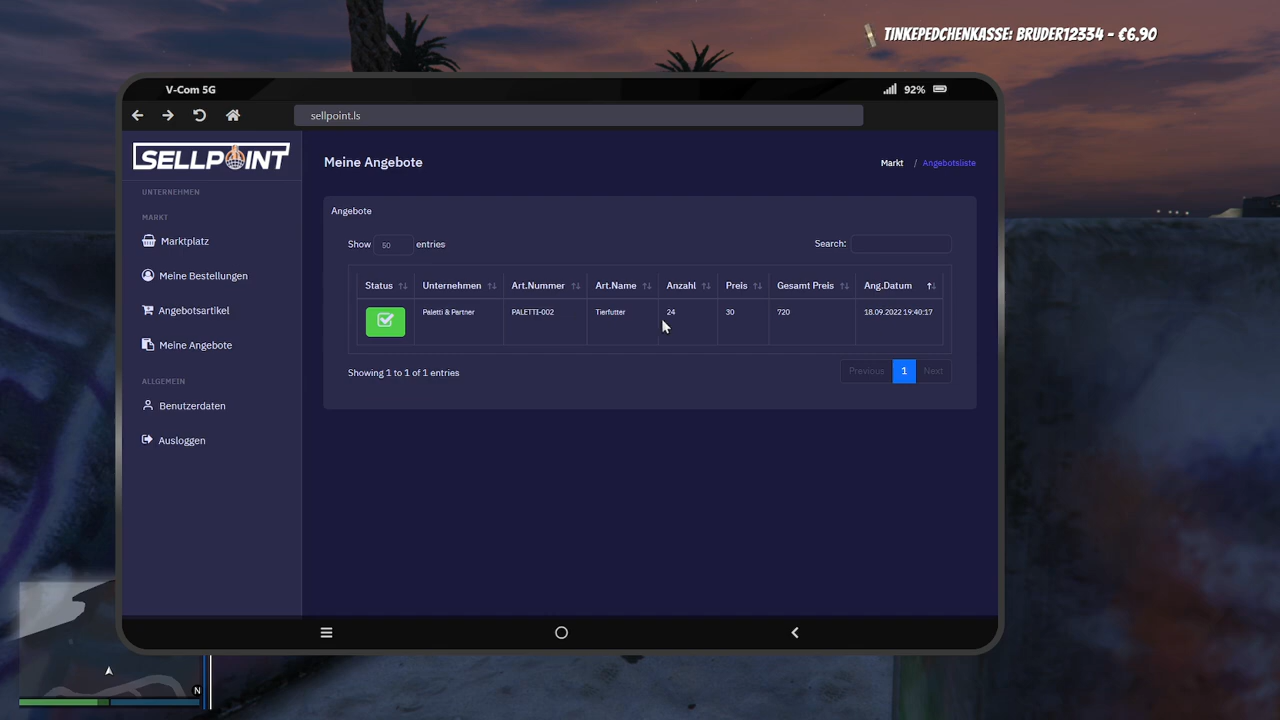 TINKEPEDCHENKASSE: BRUDER12334 - €6.90
V-Com 5G
92%
sellpoint.ls
SELLPOINT
Meine Angebote
Markt / Angebotsliste
UNTERNEHMEN
MARKT
Marktplatz
Meine Bestellungen
Angebotsartikel
Meine Angebote
ALLGEMEIN
Benutzerdaten
Ausloggen
Angebote
Show 50 entries
Search:
Status Unternehmen Art.Nummer Art.Name Anzahl Preis Gesamt Preis Ang.Datum
Paletti & Partner PALETTI-002 Tierfutter 24 30 720 18.09.2022 19:40:17
Showing 1 to 1 of 1 entries
Previous 1 Next
N